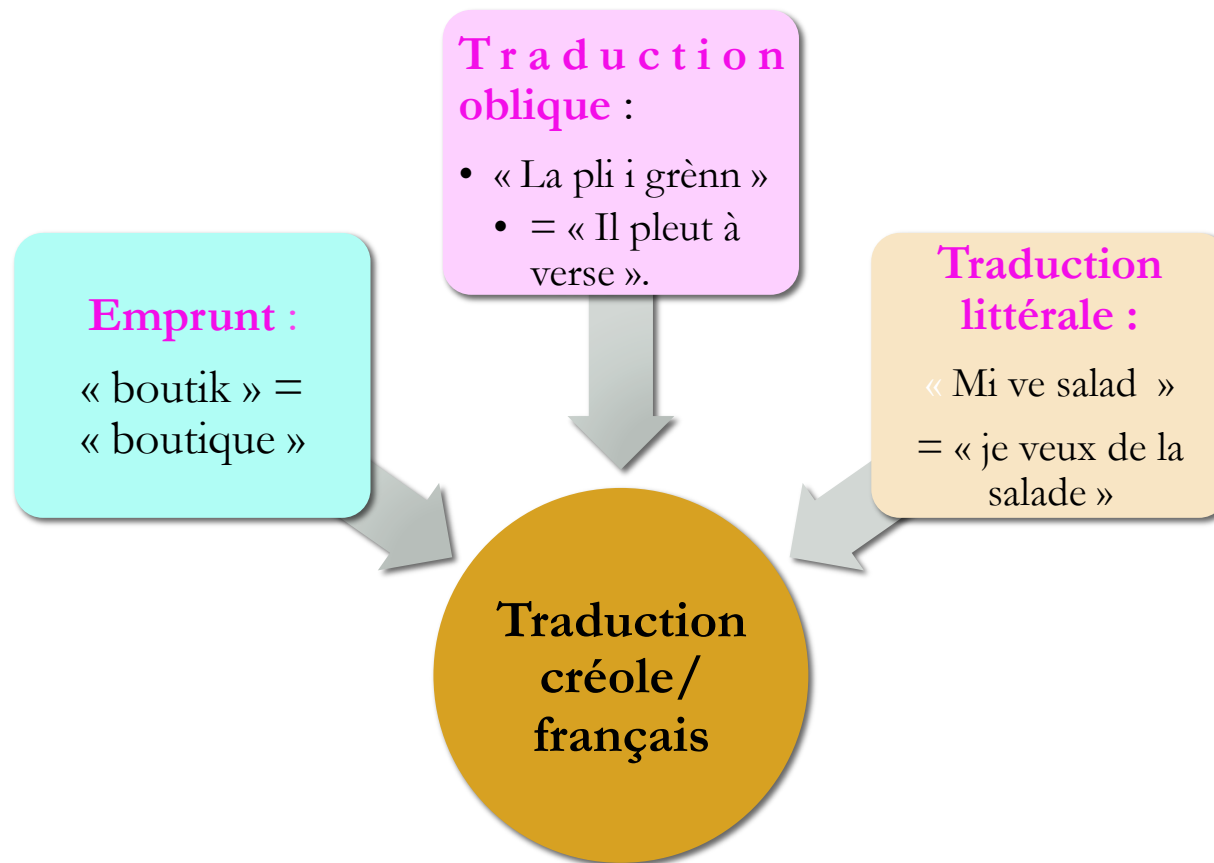 Traduction
oblique :
• « La pli i grènn »
• = « Il pleut à
verse ».
Emprunt :
« boutik » =
« boutique »
Traduction
littérale :
« Mi ve salad »
= « je veux de la
salade »
Traduction
créole/
français